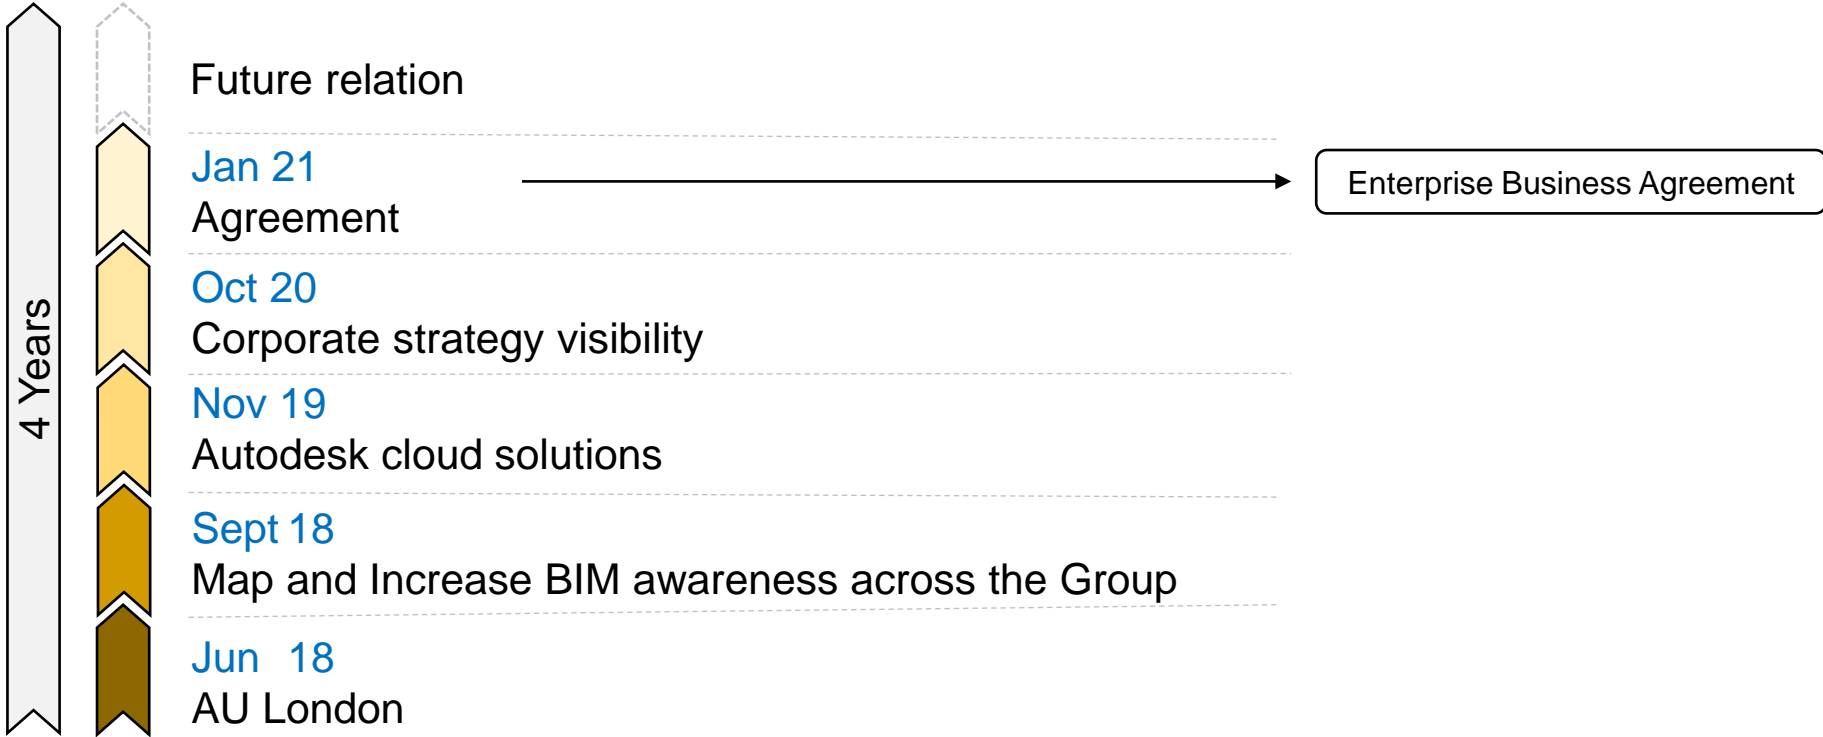 Future relation
Jan 21
Agreement
Enterprise Business Agreement
Oct 20
Corporate strategy visibility
Nov 19
Autodesk cloud solutions
Sept 18
Map and Increase BIM awareness across the Group
Jun 18
AU London
4 Years